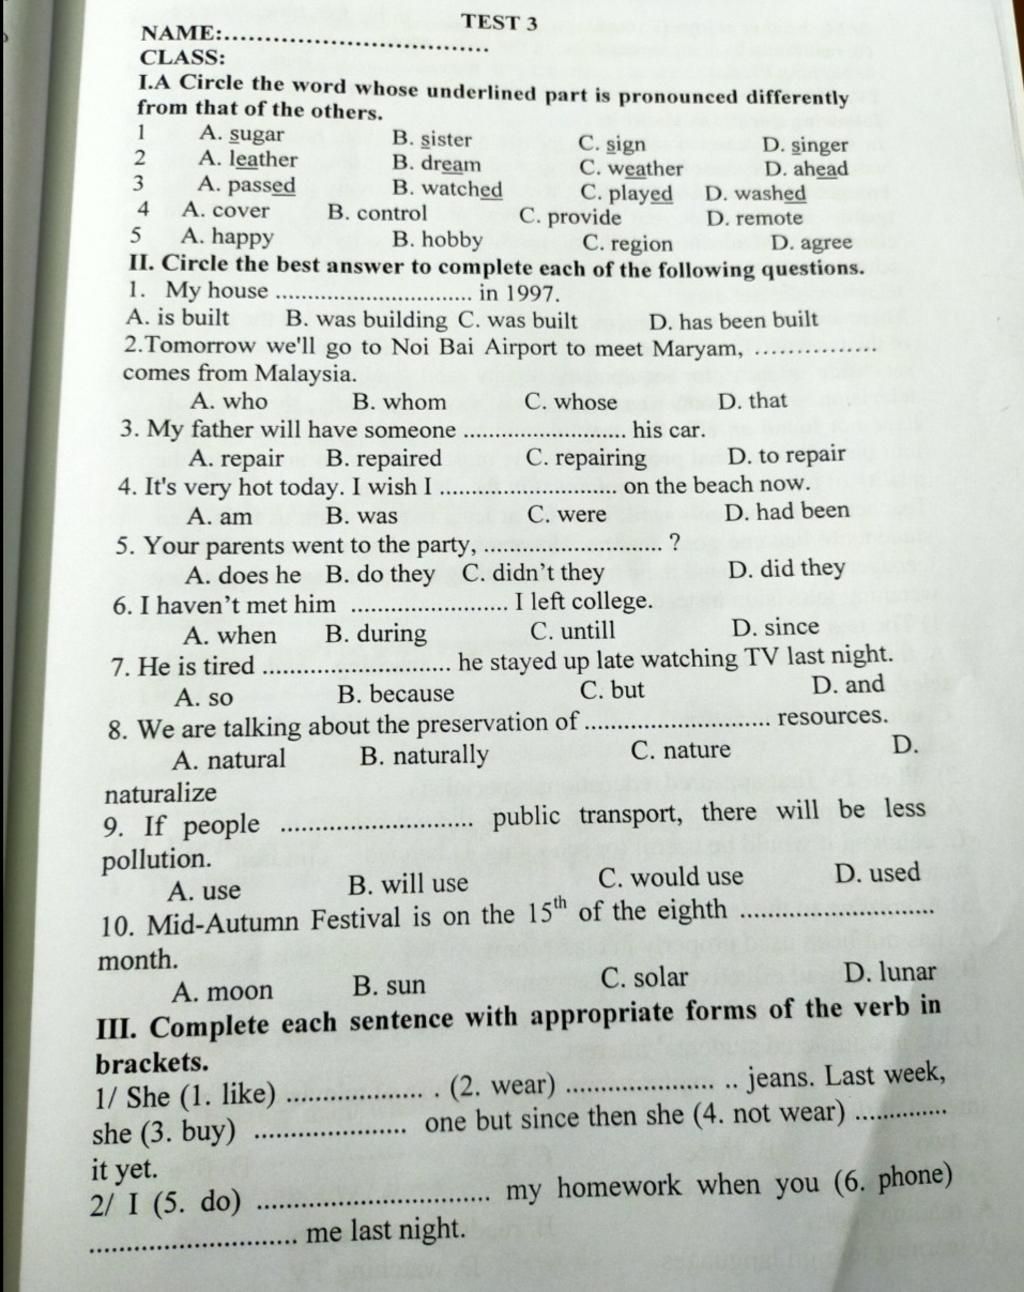 TEST 3
NAME:................................
CLASS:
I.A Circle the word whose underlined part is pronounced differently
from that of the others.
1 A. sugar B. sister C. sign D. singer
2 A. leather B. dream C. weather D. ahead
3 A. passed B. watched C. played D. washed
4 A. cover B. control C. provide D. remote
5 A. happy B. hobby C. region D. agree
II. Circle the best answer to complete each of the following questions.
1. My house .............................. in 1997.
A. is built B. was building C. was built D. has been built
2.Tomorrow we'll go to Noi Bai Airport to meet Maryam, ...............
comes from Malaysia.
A. who B. whom C. whose D. that
3. My father will have someone ......................... his car.
A. repair B. repaired C. repairing D. to repair
4. It's very hot today. I wish I ........................... on the beach now.
A. am B. was C. were D. had been
5. Your parents went to the party, ........................... ?
A. does he B. do they C. didn't they D. did they
6. I haven't met him ........................ I left college.
A. when B. during C. untill D. since
7. He is tired ............................. he stayed up late watching TV last night.
A. so B. because C. but D. and
8. We are talking about the preservation of ............................ resources.
A. natural B. naturally C. nature D.
naturalize
9. If people ............................. public transport, there will be less
pollution.
A. use B. will use C. would use D. used
10. Mid-Autumn Festival is on the 15th of the eighth .............................
month.
A. moon B. sun C. solar D. lunar
III. Complete each sentence with appropriate forms of the verb in
brackets.
1/ She (1. like) .................... . (2. wear) ...................... .. jeans. Last week,
she (3. buy) ....................... one but since then she (4. not wear) ..............
it yet.
2/ I (5. do) ................................... my homework when you (6. phone)
............................... me last night.